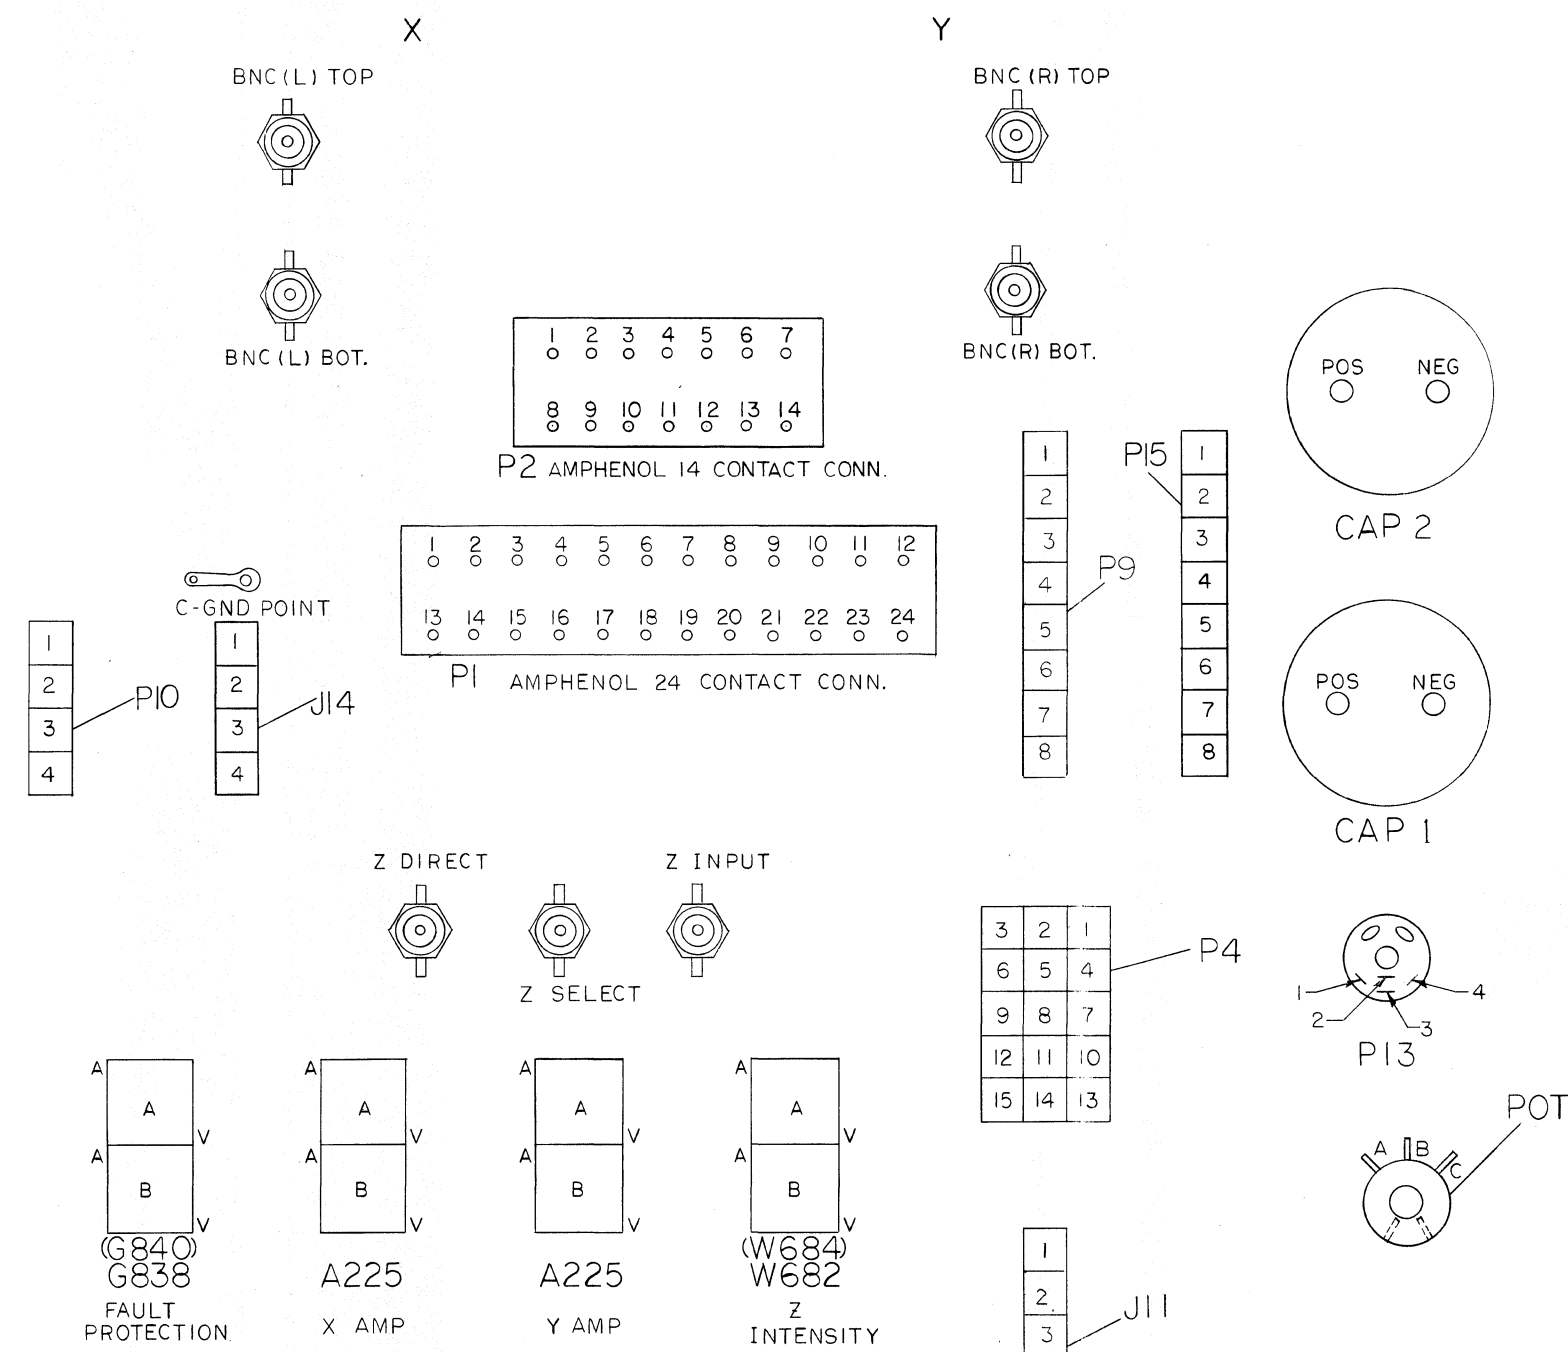 X
Y
BNC(L) TOP
BNC(R) TOP
BNC(L) BOT.
BNC(R) BOT.
1 2 3 4 5 6 7
8 9 10 11 12 13 14
P2 AMPHENOL 14 CONTACT CONN.
1 2 3 4 5 6 7 8 9 10 11 12
13 14 15 16 17 18 19 20 21 22 23 24
P1 AMPHENOL 24 CONTACT CONN.
C-GND POINT
1
2
3
4
P10
1
2
3
4
J14
1
2
3
4
5
6
7
8
P9
P15
1
2
3
4
5
6
7
8
POS NEG
CAP 2
POS NEG
CAP 1
Z DIRECT
Z INPUT
Z SELECT
3 2 1
6 5 4
9 8 7
12 11 10
15 14 13
P4
1
2
3
4
P13
POT
A B C
A
A
V
A
B
V
(G840)
G838
FAULT
PROTECTION
A
A
V
A
B
V
A225
X AMP
A
A
V
A
B
V
A225
Y AMP
A
A
V
A
B
V
(W684)
W682
Z
INTENSITY
1
2
3
J11